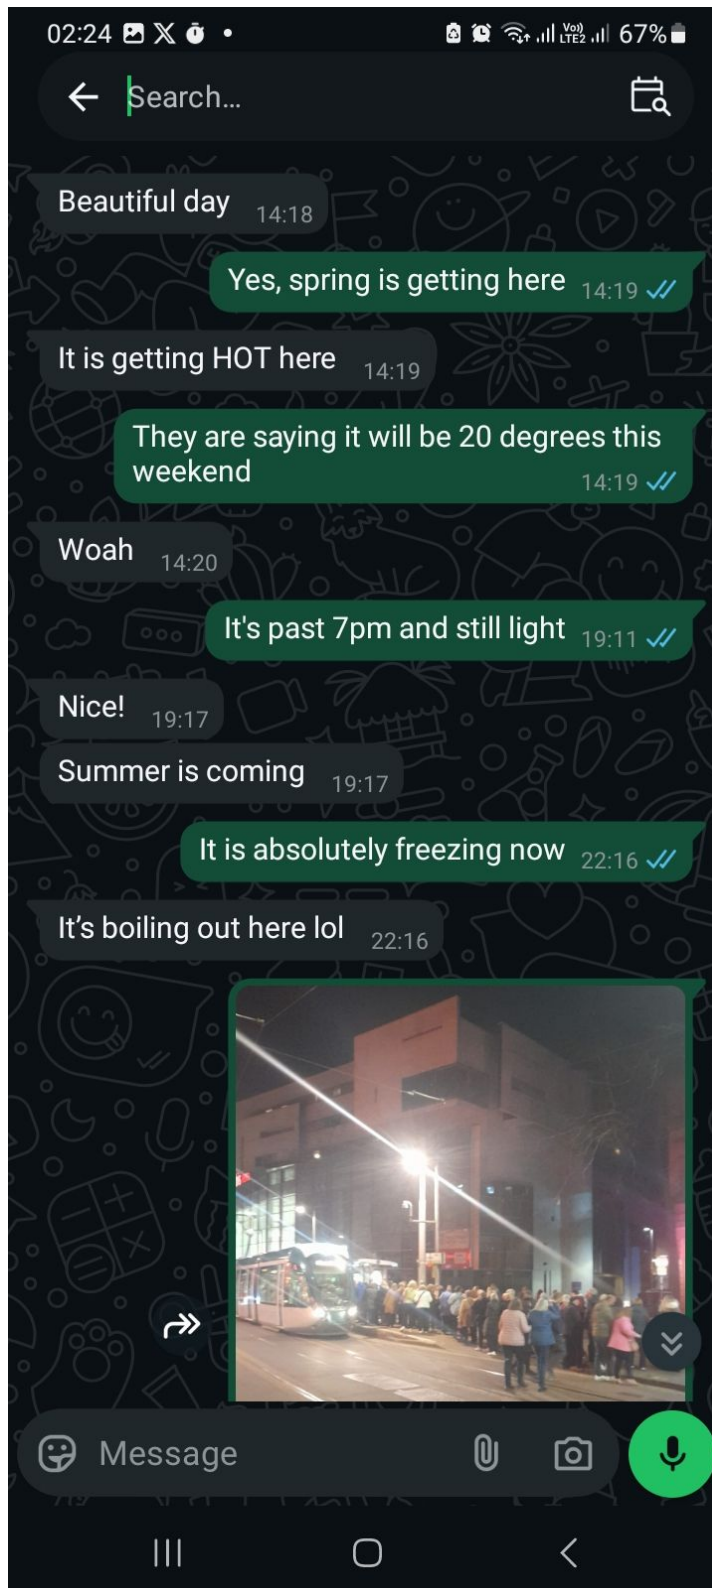 02:24
VoI) LTE2 67%
Search…
Beautiful day 14:18
Yes, spring is getting here 14:19
It is getting HOT here 14:19
They are saying it will be 20 degrees this
weekend 14:19
Woah 14:20
It's past 7pm and still light 19:11
Nice! 19:17
Summer is coming 19:17
It is absolutely freezing now 22:16
It’s boiling out here lol 22:16
Message